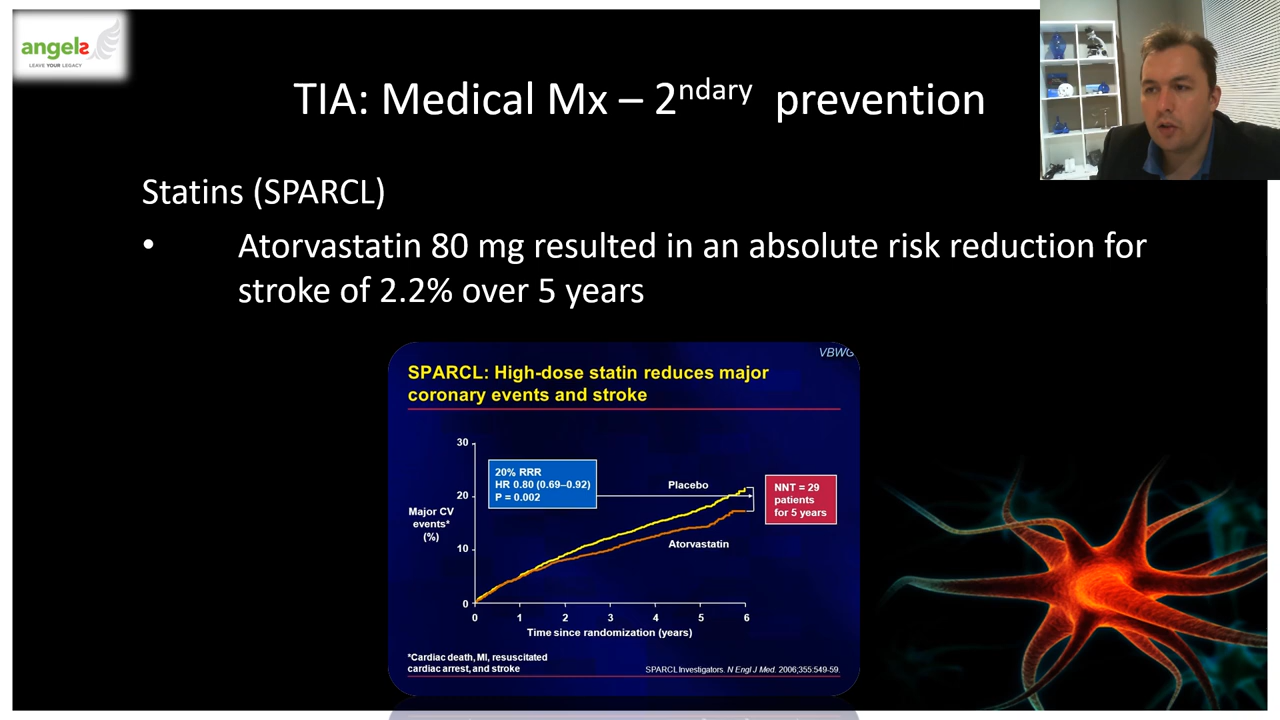 angels
LEAVE YOUR LEGACY
TIA: Medical Mx – 2ndary prevention
Statins (SPARCL)
• Atorvastatin 80 mg resulted in an absolute risk reduction for
stroke of 2.2% over 5 years
VBWG
SPARCL: High-dose statin reduces major
coronary events and stroke
30
20% RRR
HR 0.80 (0.69–0.92)
P = 0.002
Placebo
NNT = 29
patients
for 5 years
20
Major CV
events*
(%)
Atorvastatin
10
0
0 1 2 3 4 5 6
Time since randomization (years)
*Cardiac death, MI, resuscitated
cardiac arrest, and stroke
SPARCL Investigators. N Engl J Med. 2006;355:549-59.